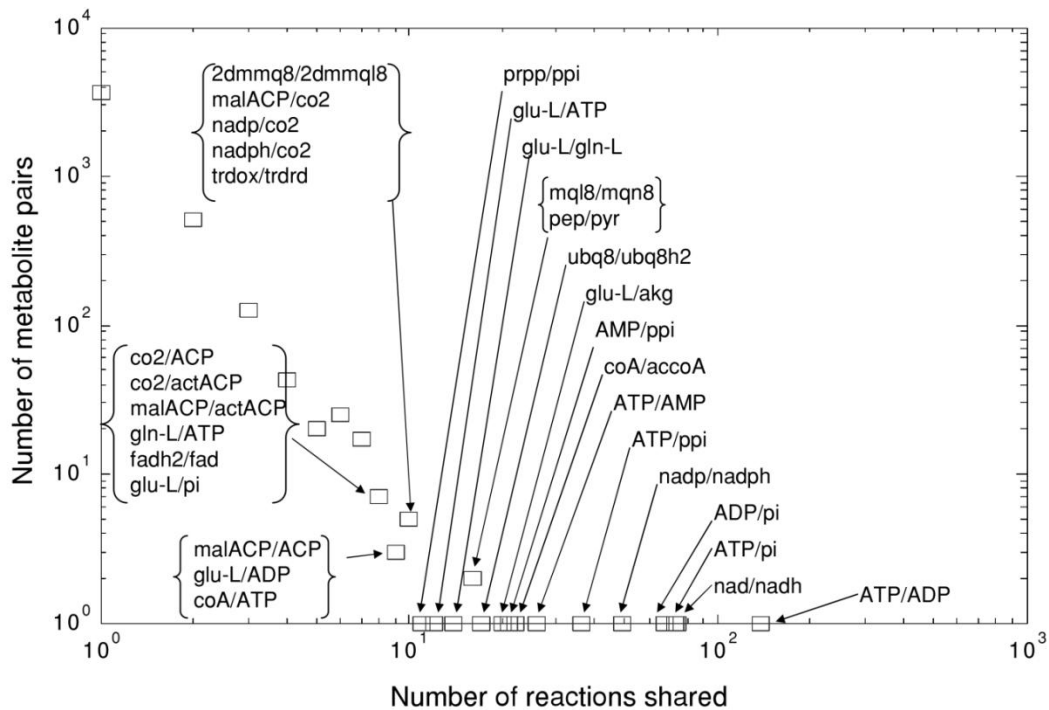 10^4
10^3
10^2
10^1
10^0
Number of metabolite pairs
2dmmq8/2dmmql8
malACP/co2
nadp/co2
nadph/co2
trdox/trdrd
co2/ACP
co2/actACP
malACP/actACP
gln-L/ATP
fadh2/fad
glu-L/pi
malACP/ACP
glu-L/ADP
coA/ATP
prpp/ppi
glu-L/ATP
glu-L/gln-L
mql8/mqn8
pep/pyr
ubq8/ubq8h2
glu-L/akg
AMP/ppi
coA/accoA
ATP/AMP
ATP/ppi
nadp/nadph
ADP/pi
ATP/pi
nad/nadh
ATP/ADP
10^0 10^1 10^2 10^3
Number of reactions shared